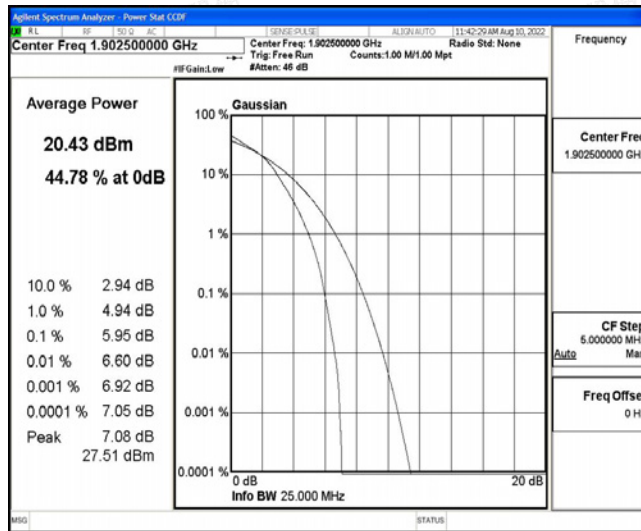 Agilent Spectrum Analyzer - Power Stat CCDF
RL RF 50 Ω AC SENSE:PULSE ALIGN AUTO 11:42:29 AM Aug 10, 2022
Center Freq 1.902500000 GHz
Center Freq: 1.902500000 GHz Radio Std: None
Trig: Free Run Counts:1.00 M/1.00 Mpt
#IFGain:Low #Atten: 46 dB
Frequency
Average Power
20.43 dBm
44.78 % at 0dB
10.0 % 2.94 dB
1.0 % 4.94 dB
0.1 % 5.95 dB
0.01 % 6.60 dB
0.001 % 6.92 dB
0.0001 % 7.05 dB
Peak 7.08 dB
27.51 dBm
Gaussian
100 %
10 %
1 %
0.1 %
0.01 %
0.001 %
0.0001 %
0 dB 20 dB
Info BW 25.000 MHz
Center Fre
1.902500000 GH
CF Ste
5.000000 MH
Auto Ma
Freq Offse
0 H
MSG STATUS